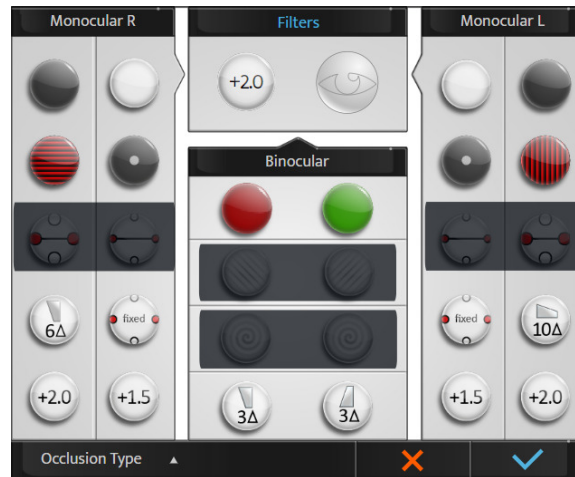 Monocular R
Filters
Monocular L
+2.0
Binocular
6Δ
fixed
fixed
10Δ
+2.0
+1.5
3Δ
3Δ
+1.5
+2.0
Occlusion Type